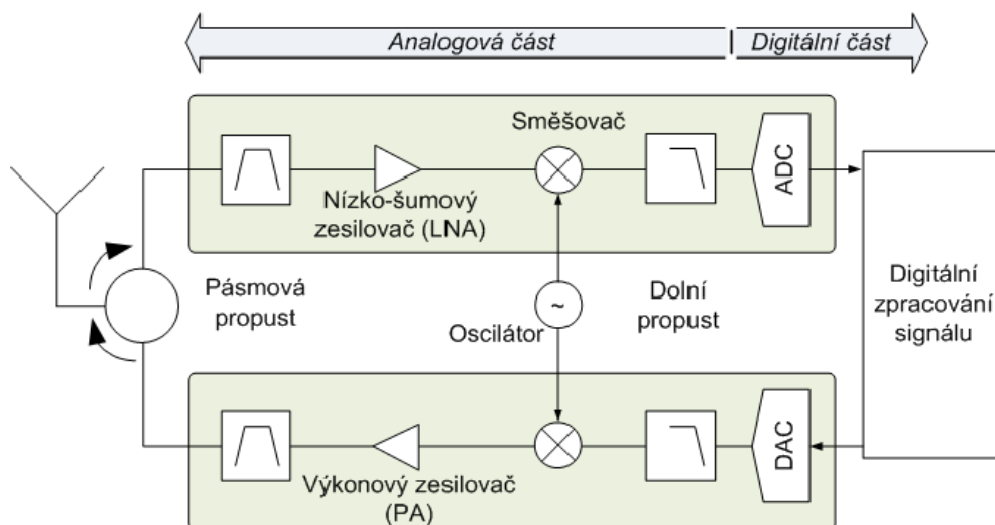 Analogová část
Digitální část
Směšovač
ADC
Nízko-šumový
zesilovač (LNA)
Pásmová
propust
Oscilátor
~
Dolní
propust
Digitální
zpracování
signálu
DAC
Výkonový zesilovač
(PA)